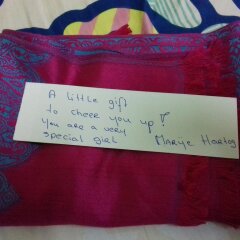 A little gift
to cheer you up!
You are a very
special girl Marije Hartog